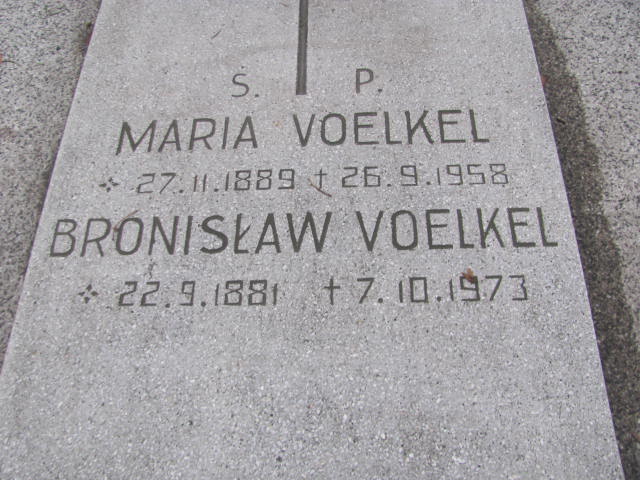 S. P.
MARIA VOELKEL
* 27.11.1889 † 26.9.1958
BRONISŁAW VOELKEL
* 22.9.1881 † 7.10.1973